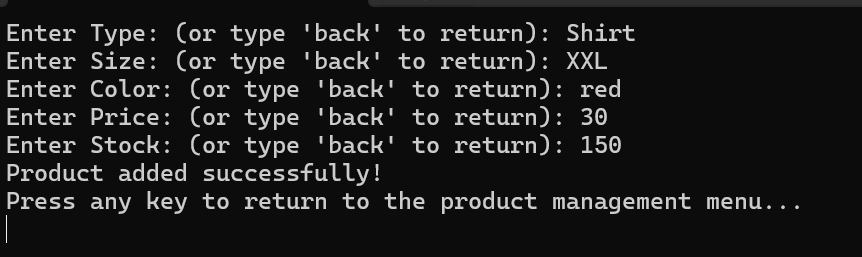 Enter Type: (or type 'back' to return): Shirt
Enter Size: (or type 'back' to return): XXL
Enter Color: (or type 'back' to return): red
Enter Price: (or type 'back' to return): 30
Enter Stock: (or type 'back' to return): 150
Product added successfully!
Press any key to return to the product management menu...